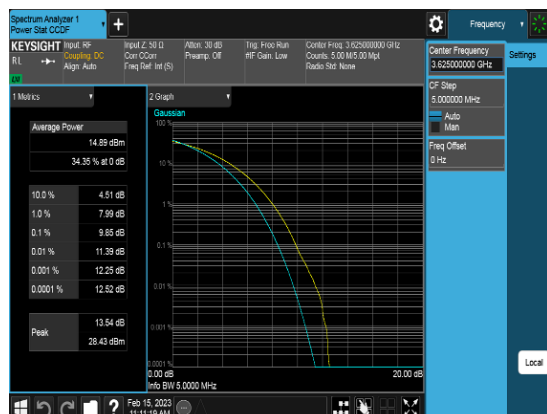 Spectrum Analyzer 1
Power Stat CCDF
Frequency
KEYSIGHT
Input: RF
Coupling: DC
Align: Auto
Input Z: 50 Ω
Corr CCorr
Freq Ref: Int (S)
Atten: 30 dB
Preamp: Off
Trig: Free Run
#IF Gain: Low
Center Freq: 3.625000000 GHz
Counts: 5.00 M/5.00 Mpt
Radio Std: None
Center Frequency
3.625000000 GHz
Settings
CF Step
5.000000 MHz
Auto
Man
Freq Offset
0 Hz
1 Metrics
2 Graph
Gaussian
Average Power
14.89 dBm
34.35 % at 0 dB
10.0 % 4.51 dB
1.0 % 7.99 dB
0.1 % 9.85 dB
0.01 % 11.39 dB
0.001 % 12.25 dB
0.0001 % 12.52 dB
Peak
13.54 dB
28.43 dBm
100 %
10 %
1 %
0.1 %
0.01 %
0.001 %
0.0001 %
0.00 dB
20.00 dB
Info BW 5.0000 MHz
Local
Feb 15, 2023
11:11:19 AM